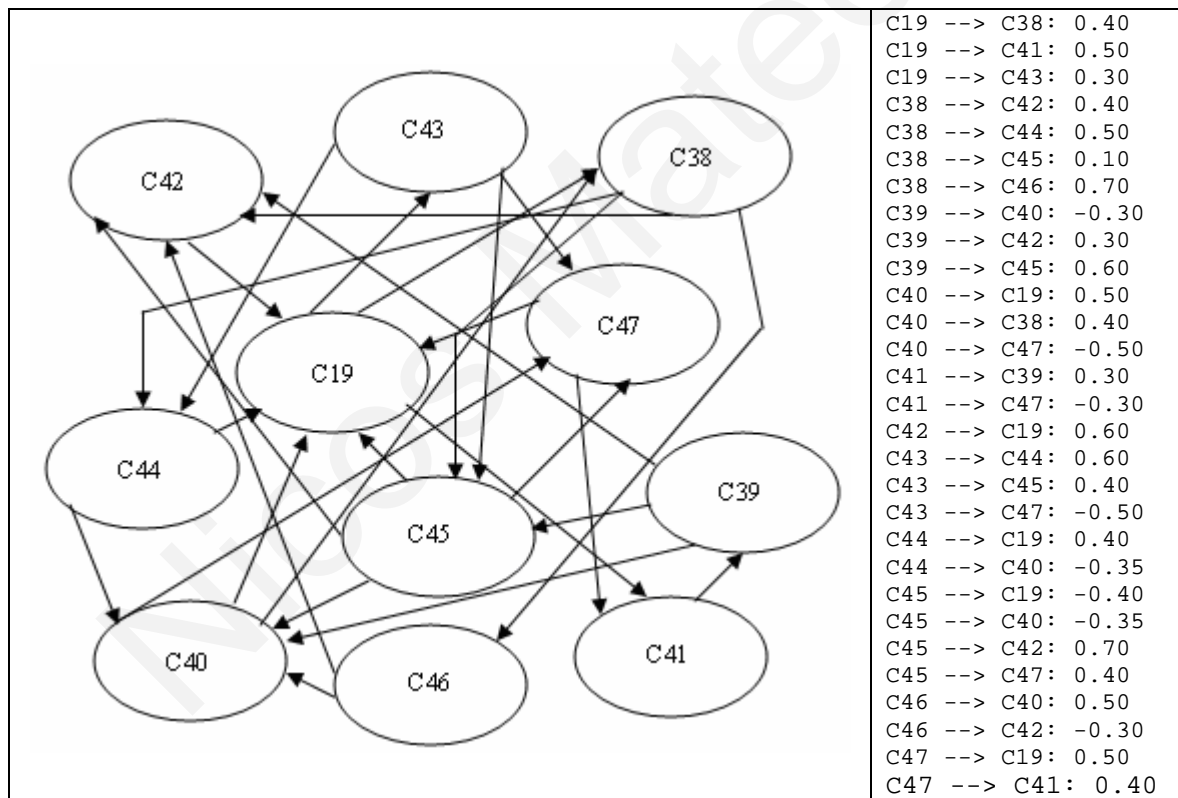 C43
C38
C42
C47
C19
C44
C39
C45
C40
C46
C41
C19 --> C38: 0.40
C19 --> C41: 0.50
C19 --> C43: 0.30
C38 --> C42: 0.40
C38 --> C44: 0.50
C38 --> C45: 0.10
C38 --> C46: 0.70
C39 --> C40: -0.30
C39 --> C42: 0.30
C39 --> C45: 0.60
C40 --> C19: 0.50
C40 --> C38: 0.40
C40 --> C47: -0.50
C41 --> C39: 0.30
C41 --> C47: -0.30
C42 --> C19: 0.60
C43 --> C44: 0.60
C43 --> C45: 0.40
C43 --> C47: -0.50
C44 --> C19: 0.40
C44 --> C40: -0.35
C45 --> C19: -0.40
C45 --> C40: -0.35
C45 --> C42: 0.70
C45 --> C47: 0.40
C46 --> C40: 0.50
C46 --> C42: -0.30
C47 --> C19: 0.50
C47 --> C41: 0.40
Nicos Mate